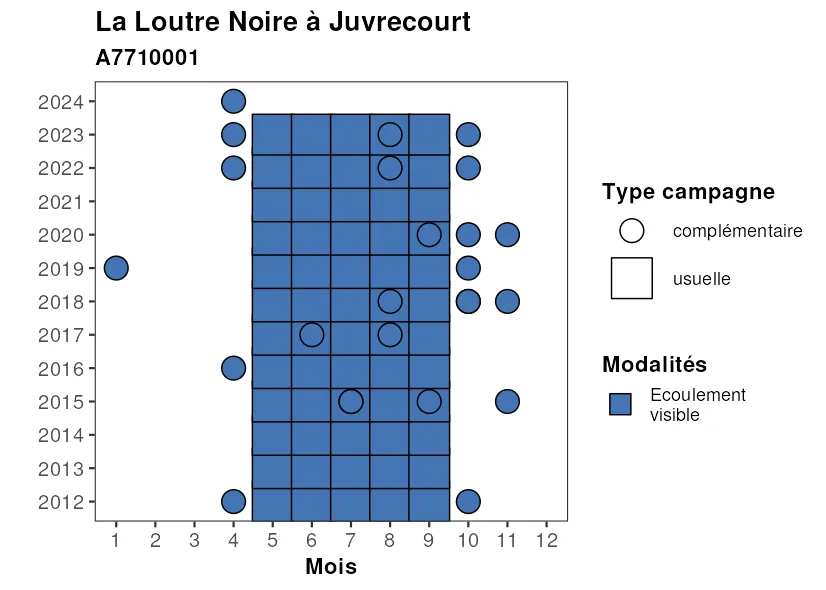 La Loutre Noire à Juvrecourt
A7710001
2024
2023
2022
2021
2020
2019
2018
2017
2016
2015
2014
2013
2012
1 2 3 4 5 6 7 8 9 10 11 12
Mois
Type campagne
complémentaire
usuelle
Modalités
Ecoulement
visible